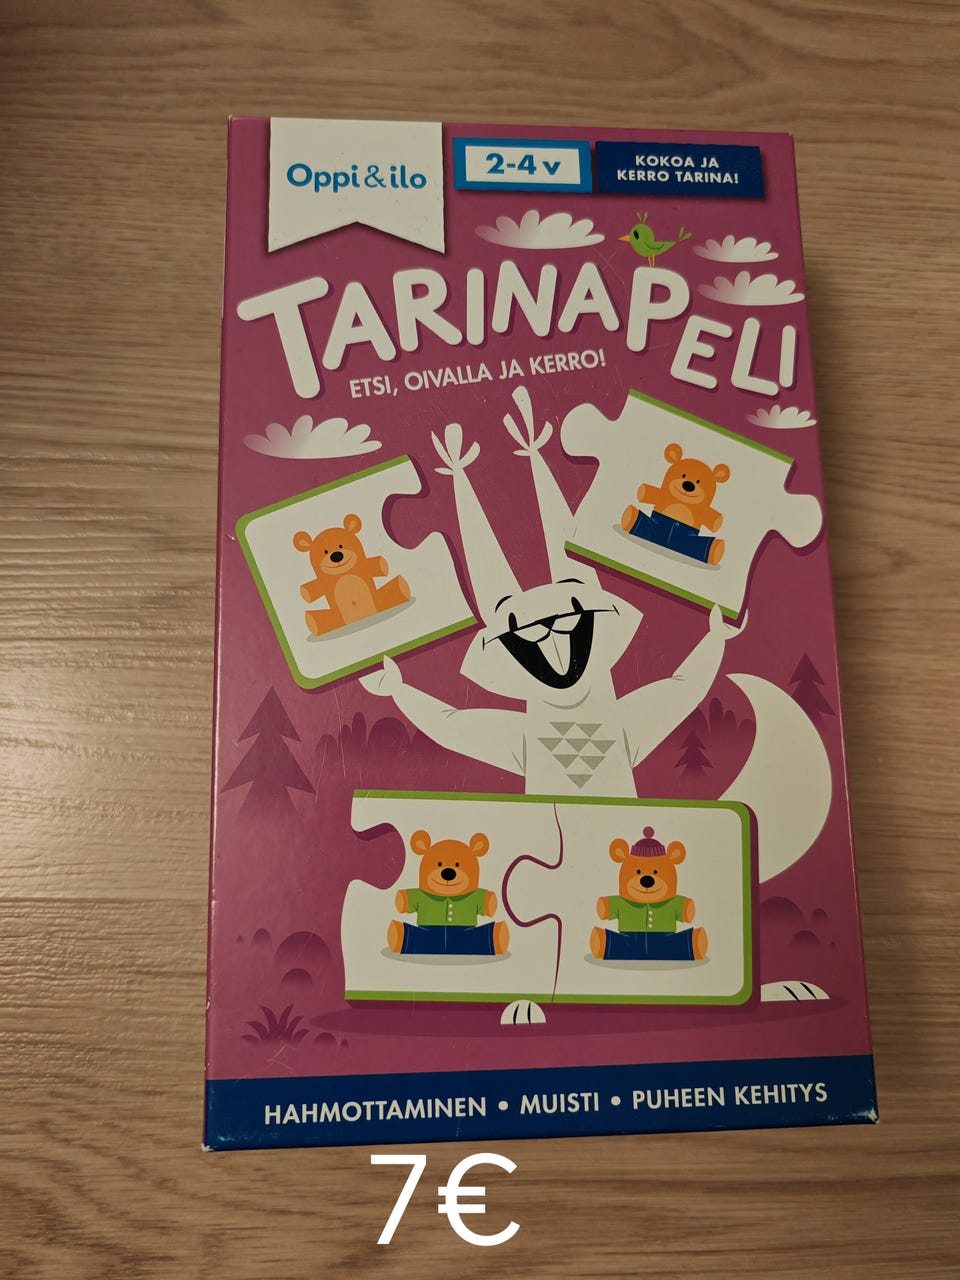 Oppi&ilo
2-4 v
KOKOA JA
KERRO TARINA!
TARINAPELI
ETSI, OIVALLA JA KERRO!
HAHMOTTAMINEN • MUISTI • PUHEEN KEHITYS
7€